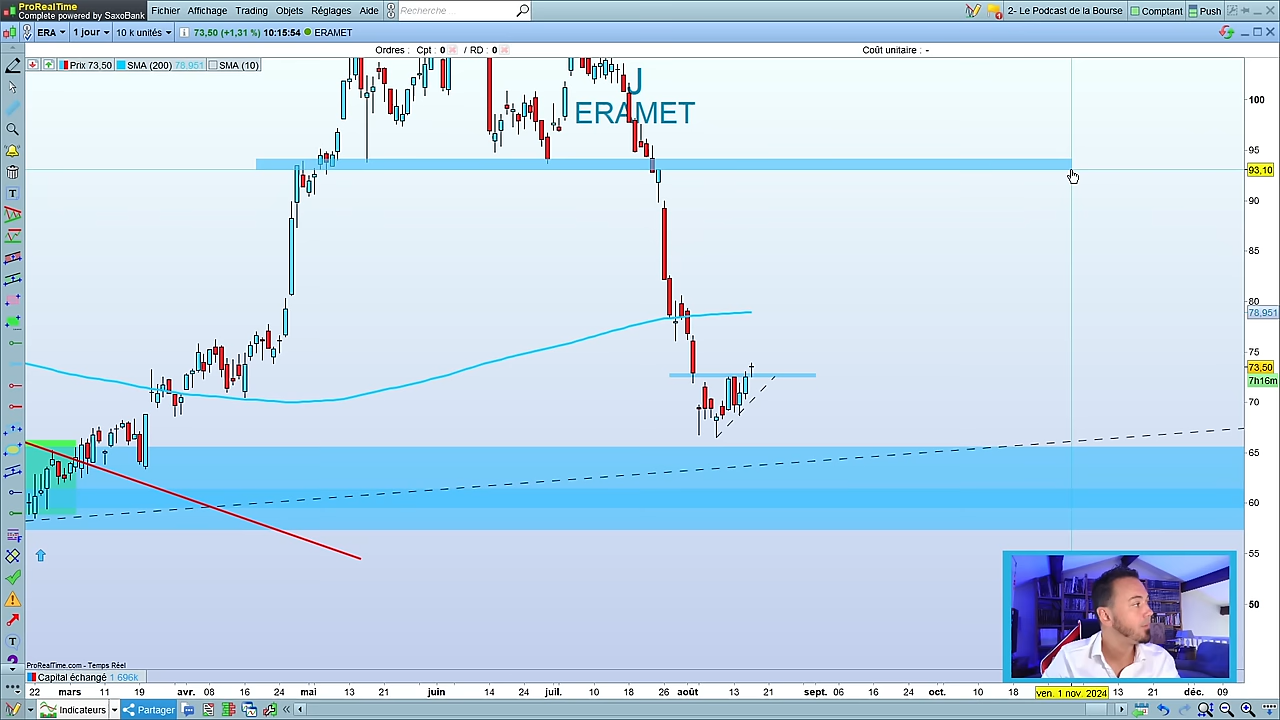 ProRealTime
Complete powered by SaxoBank
Fichier Affichage Trading Objets Réglages Aide
Recherche...
2- Le Podcast de la Bourse Comptant Push
ERA 1 jour 10 k unités 73,50 (+1,31 %) 10:15:54 ERAMET
Ordres : Cpt : 0 / RD : 0 Coût unitaire : -
Prix 73,50 SMA (200) 78,951 SMA (10)
J
ERAMET
100
95
93,10
90
85
80
78,951
75
73,50
7h16m
70
65
60
55
50
ProRealTime.com - Temps Réel
Capital échangé 1 696k
22 mars 11 19 avr. 08 16 24 mai 13 21 juin 14 24 juil. 10 18 26 août 13 21 sept. 06 16 24 oct. 10 18 ven. 1 nov. 2024 13 21 déc. 09
Indicateurs Partager